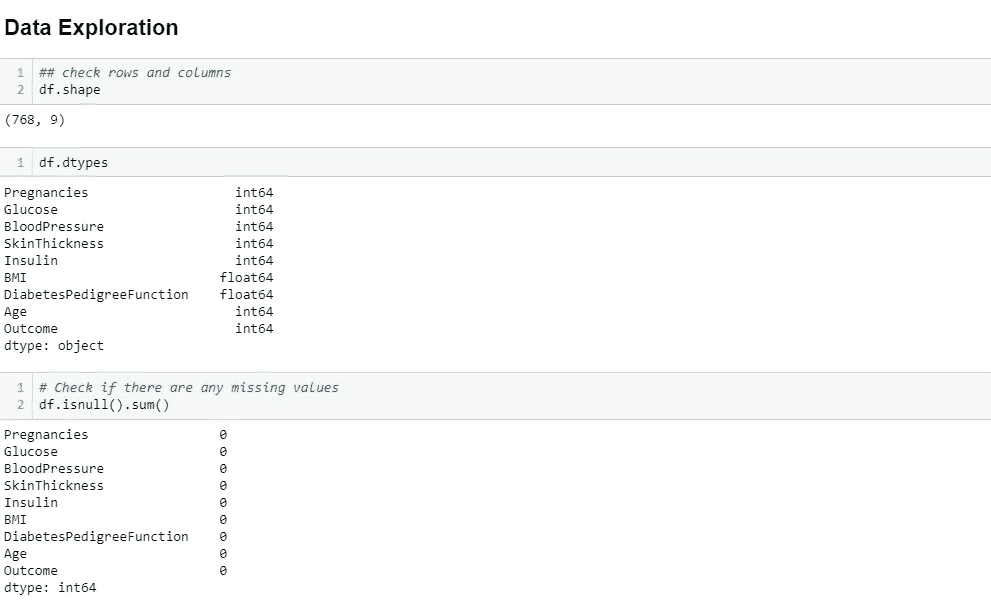 Data Exploration
1 ## check rows and columns
2 df.shape
(768, 9)
1 df.dtypes
Pregnancies int64
Glucose int64
BloodPressure int64
SkinThickness int64
Insulin int64
BMI float64
DiabetesPedigreeFunction float64
Age int64
Outcome int64
dtype: object
1 # Check if there are any missing values
2 df.isnull().sum()
Pregnancies 0
Glucose 0
BloodPressure 0
SkinThickness 0
Insulin 0
BMI 0
DiabetesPedigreeFunction 0
Age 0
Outcome 0
dtype: int64